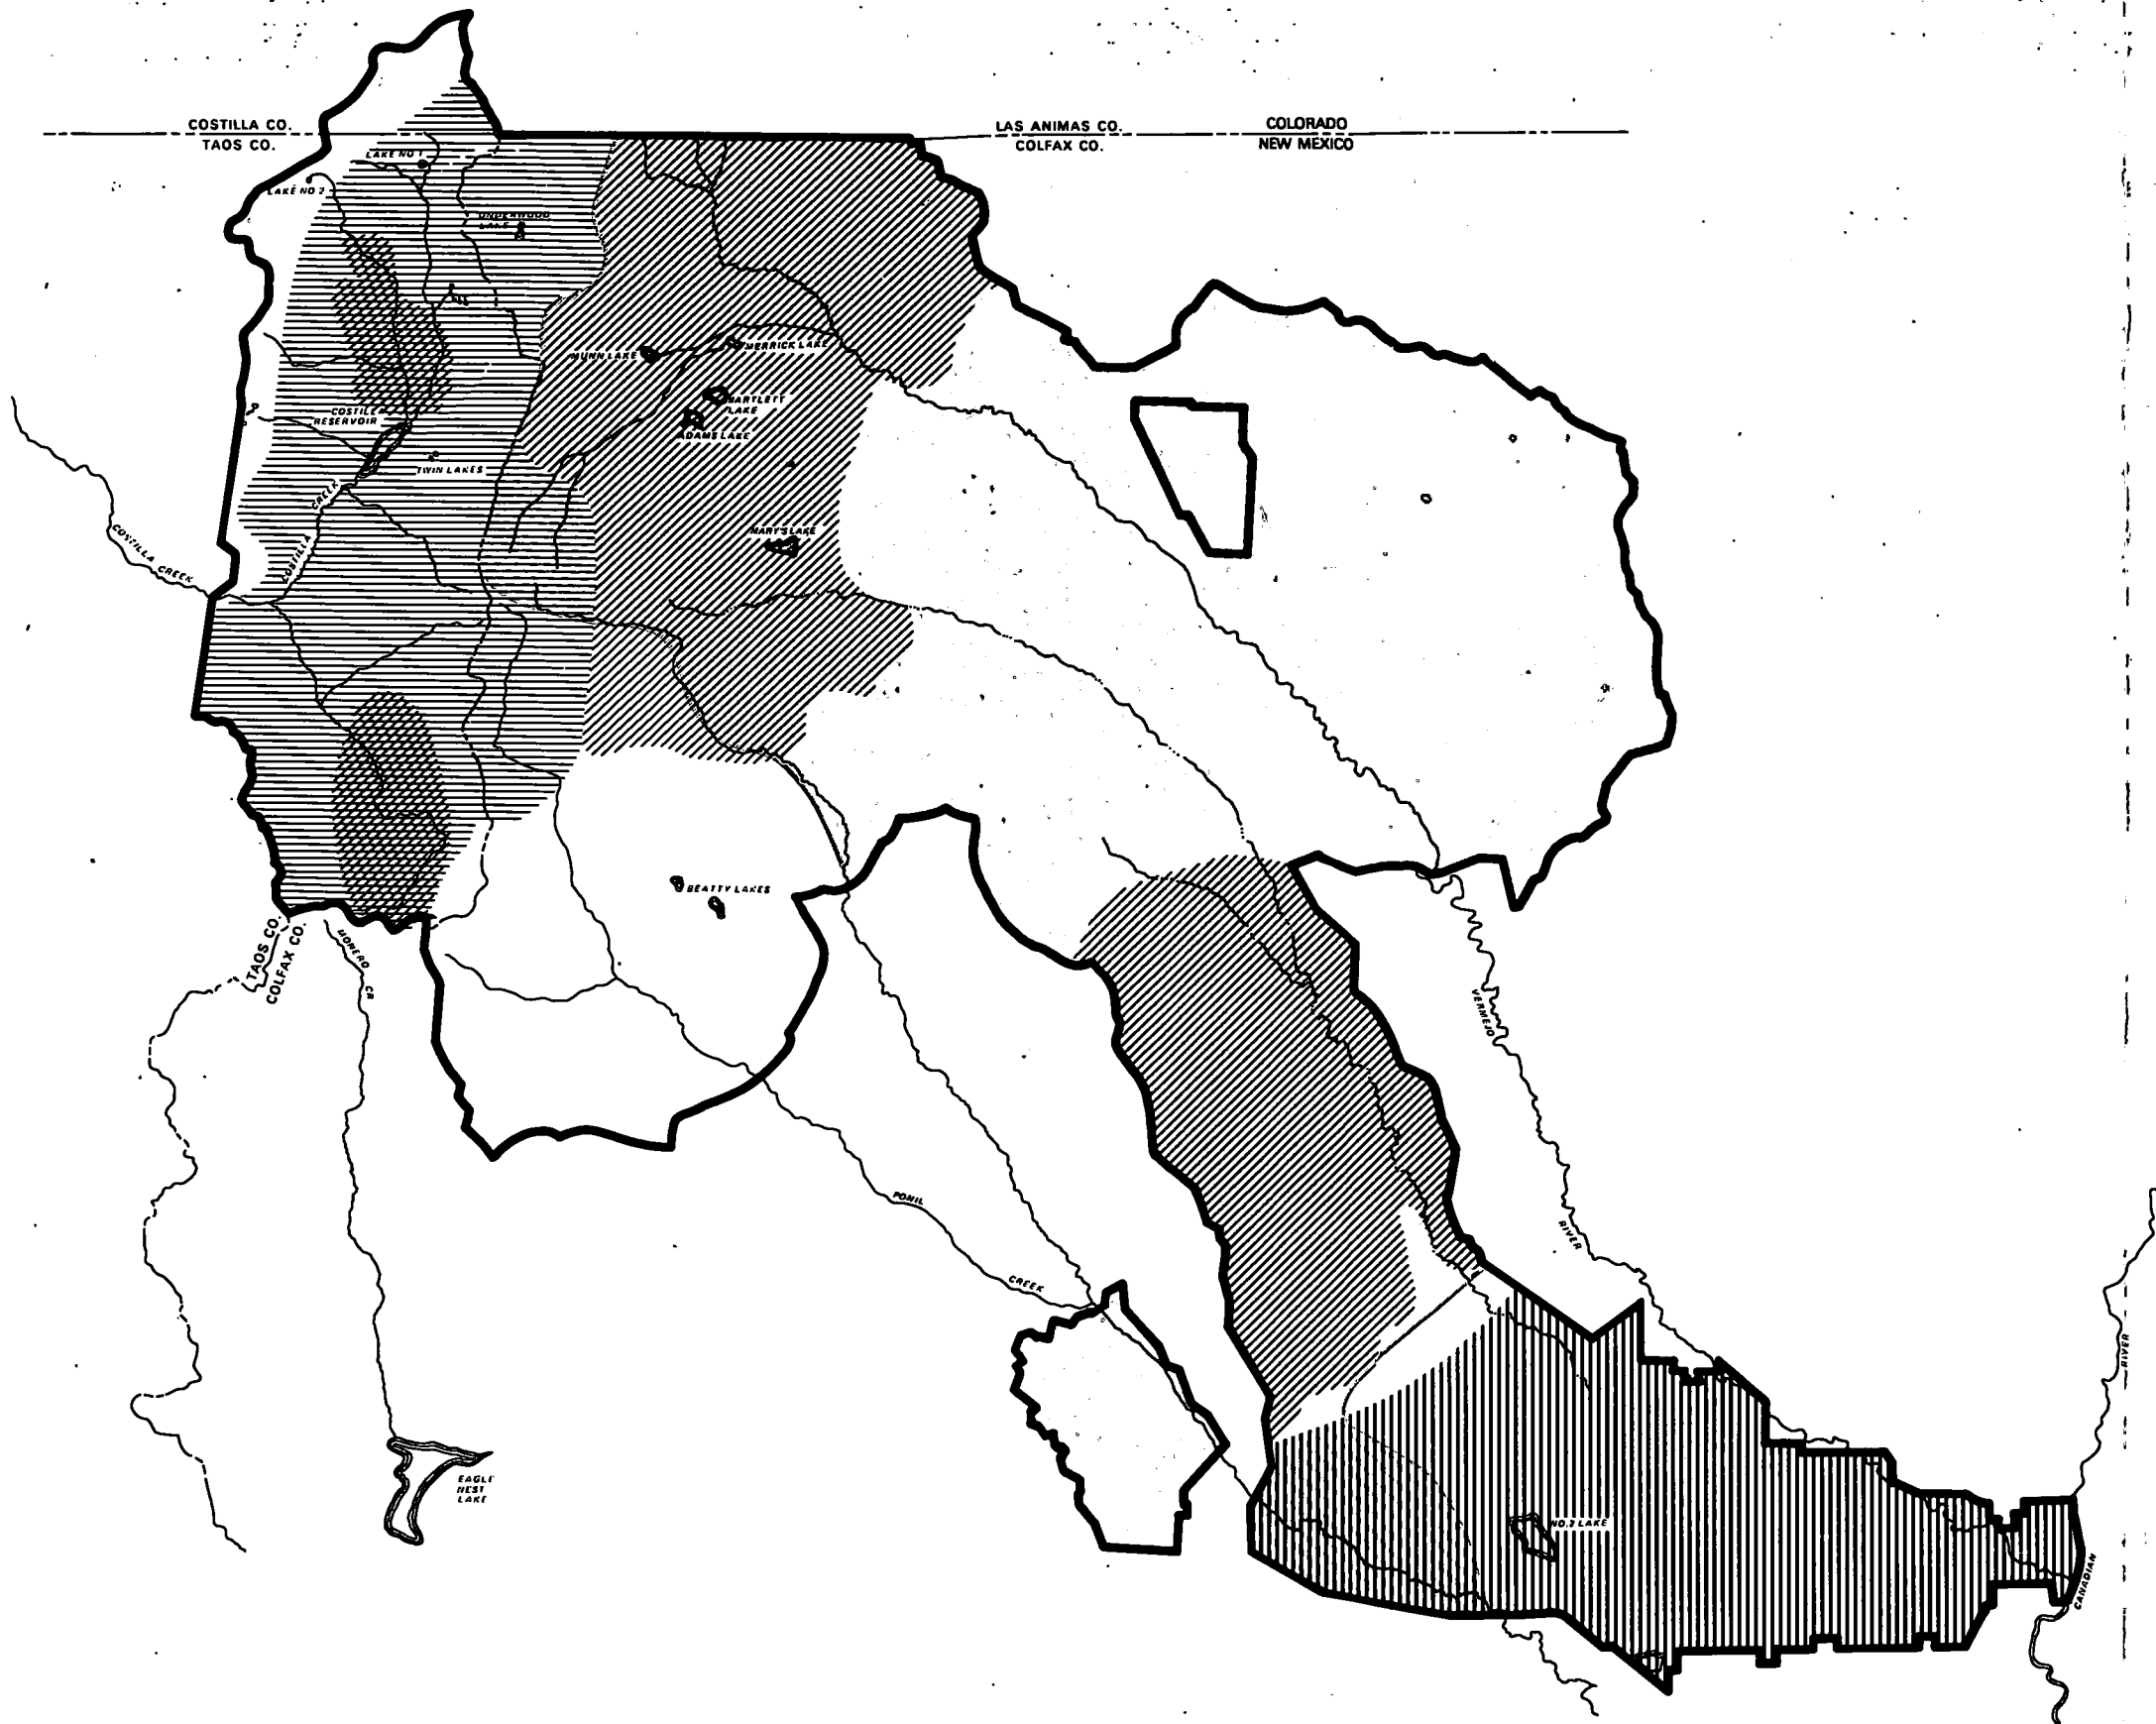 COSTILLA CO.
TAOS CO.
LAS ANIMAS CO.
COLFAX CO.
COLORADO
NEW MEXICO
LAKE NO 1
LAKE NO 2
UNDERWOOD
LAKE
MUNN LAKE
MERRICK LAKE
BARTLETT
LAKE
ADAMS LAKE
COSTILLA
RESERVOIR
TWIN LAKES
COSTILLA
CREEK
COSTILLA
CREEK
MARY'S LAKE
BEATTY LAKES
TAOS CO.
COLFAX CO.
MORENO
CR
VERMEJO
RIVER
PONIL
CREEK
EAGLE
NEST
LAKE
NO.2 LAKE
CANADIAN
RIVER